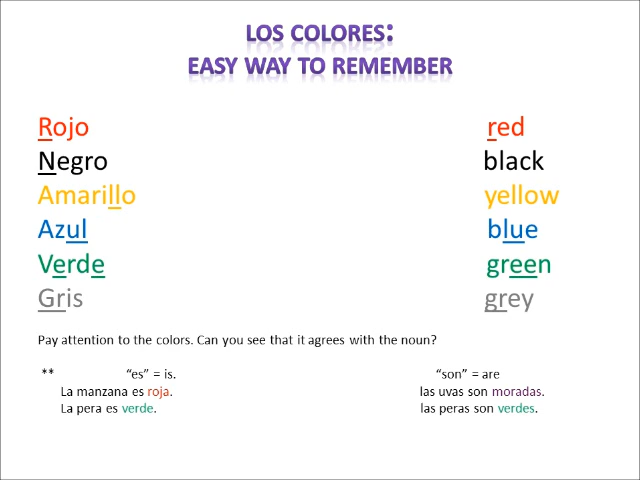 LOS COLORES:
EASY WAY TO REMEMBER
Rojo red
Negro black
Amarillo yellow
Azul blue
Verde green
Gris grey
Pay attention to the colors. Can you see that it agrees with the noun?
** “es” = is. “son” = are
La manzana es roja. las uvas son moradas.
La pera es verde. las peras son verdes.